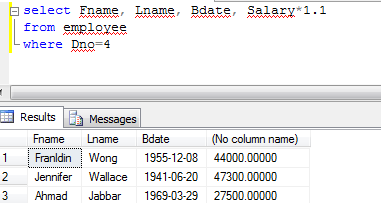 select Fname, Lname, Bdate, Salary*1.1
from employee
where Dno=4
Results Messages
Fname Lname Bdate (No column name)
1 Franldin Wong 1955-12-08 44000.00000
2 Jennifer Wallace 1941-06-20 47300.00000
3 Ahmad Jabbar 1969-03-29 27500.00000